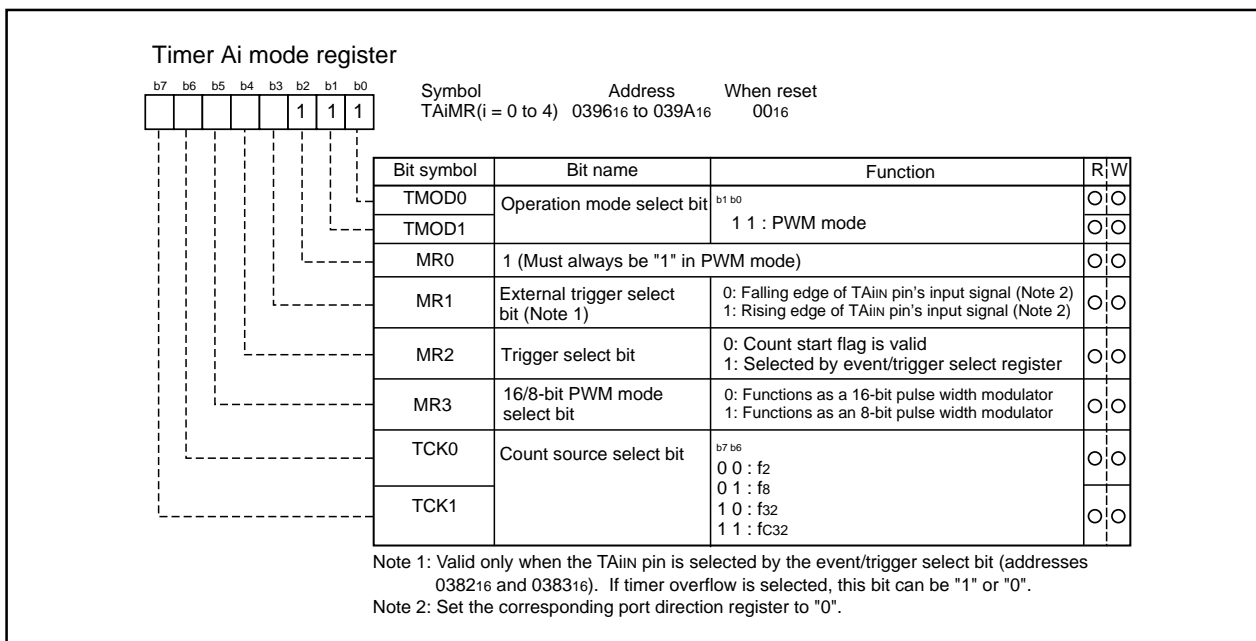 Timer Ai mode register
b7 b6 b5 b4 b3 b2 b1 b0
1 1 1
Symbol Address When reset
TAiMR(i = 0 to 4) 039616 to 039A16 0016
Bit symbol Bit name Function R W
TMOD0 Operation mode select bit b1 b0
1 1 : PWM mode
TMOD1
MR0 1 (Must always be "1" in PWM mode)
MR1 External trigger select bit (Note 1) 0: Falling edge of TAiIN pin's input signal (Note 2)
1: Rising edge of TAiIN pin's input signal (Note 2)
MR2 Trigger select bit 0: Count start flag is valid
1: Selected by event/trigger select register
MR3 16/8-bit PWM mode select bit 0: Functions as a 16-bit pulse width modulator
1: Functions as an 8-bit pulse width modulator
TCK0 Count source select bit b7 b6
0 0 : f2
0 1 : f8
TCK1 1 0 : f32
1 1 : fC32
Note 1: Valid only when the TAiIN pin is selected by the event/trigger select bit (addresses
038216 and 038316). If timer overflow is selected, this bit can be "1" or "0".
Note 2: Set the corresponding port direction register to "0".